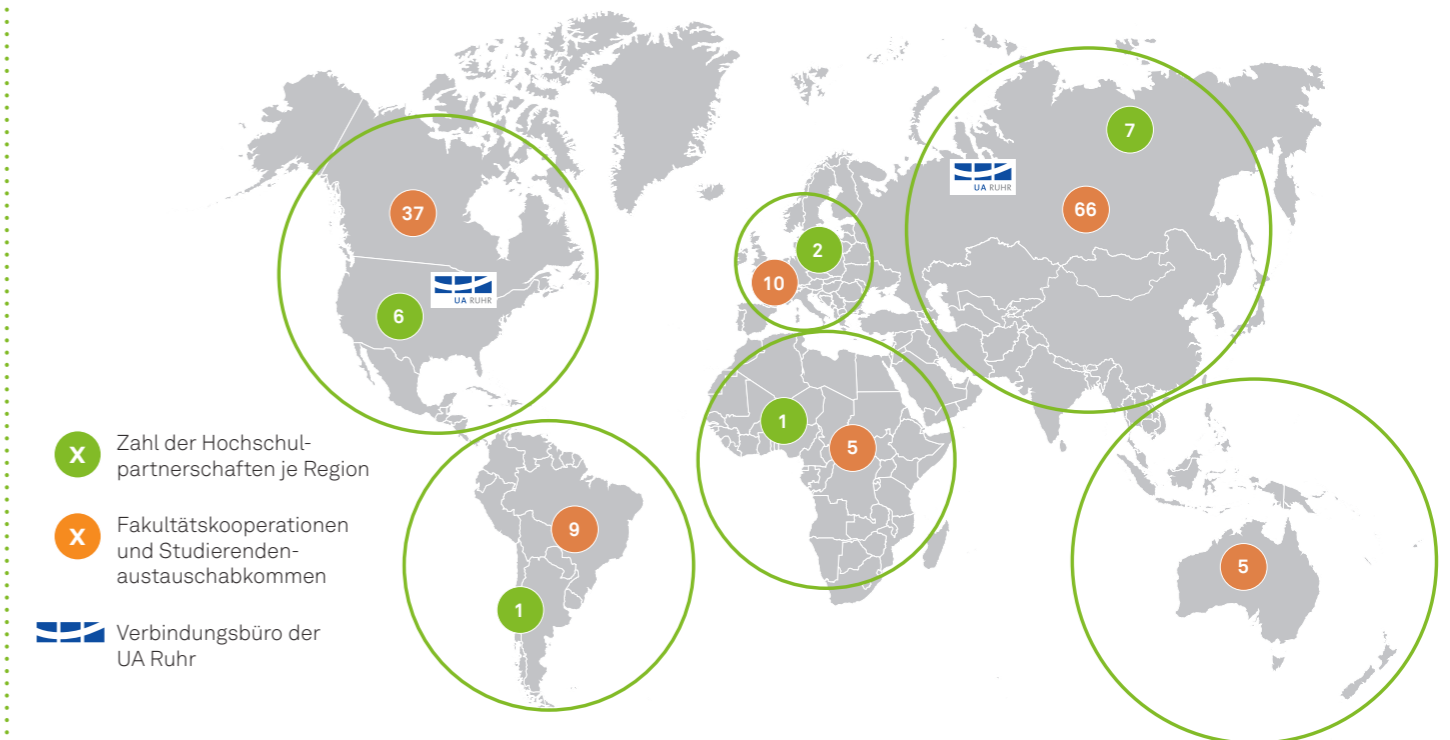 7
UA RUHR
37
66
2
10
UA RUHR
6
1
5
X
Zahl der Hochschul-
partnerschaften je Region
X
Fakultätskooperationen
und Studierenden-
austauschabkommen
9
5
1
Verbindungsbüro der
UA Ruhr